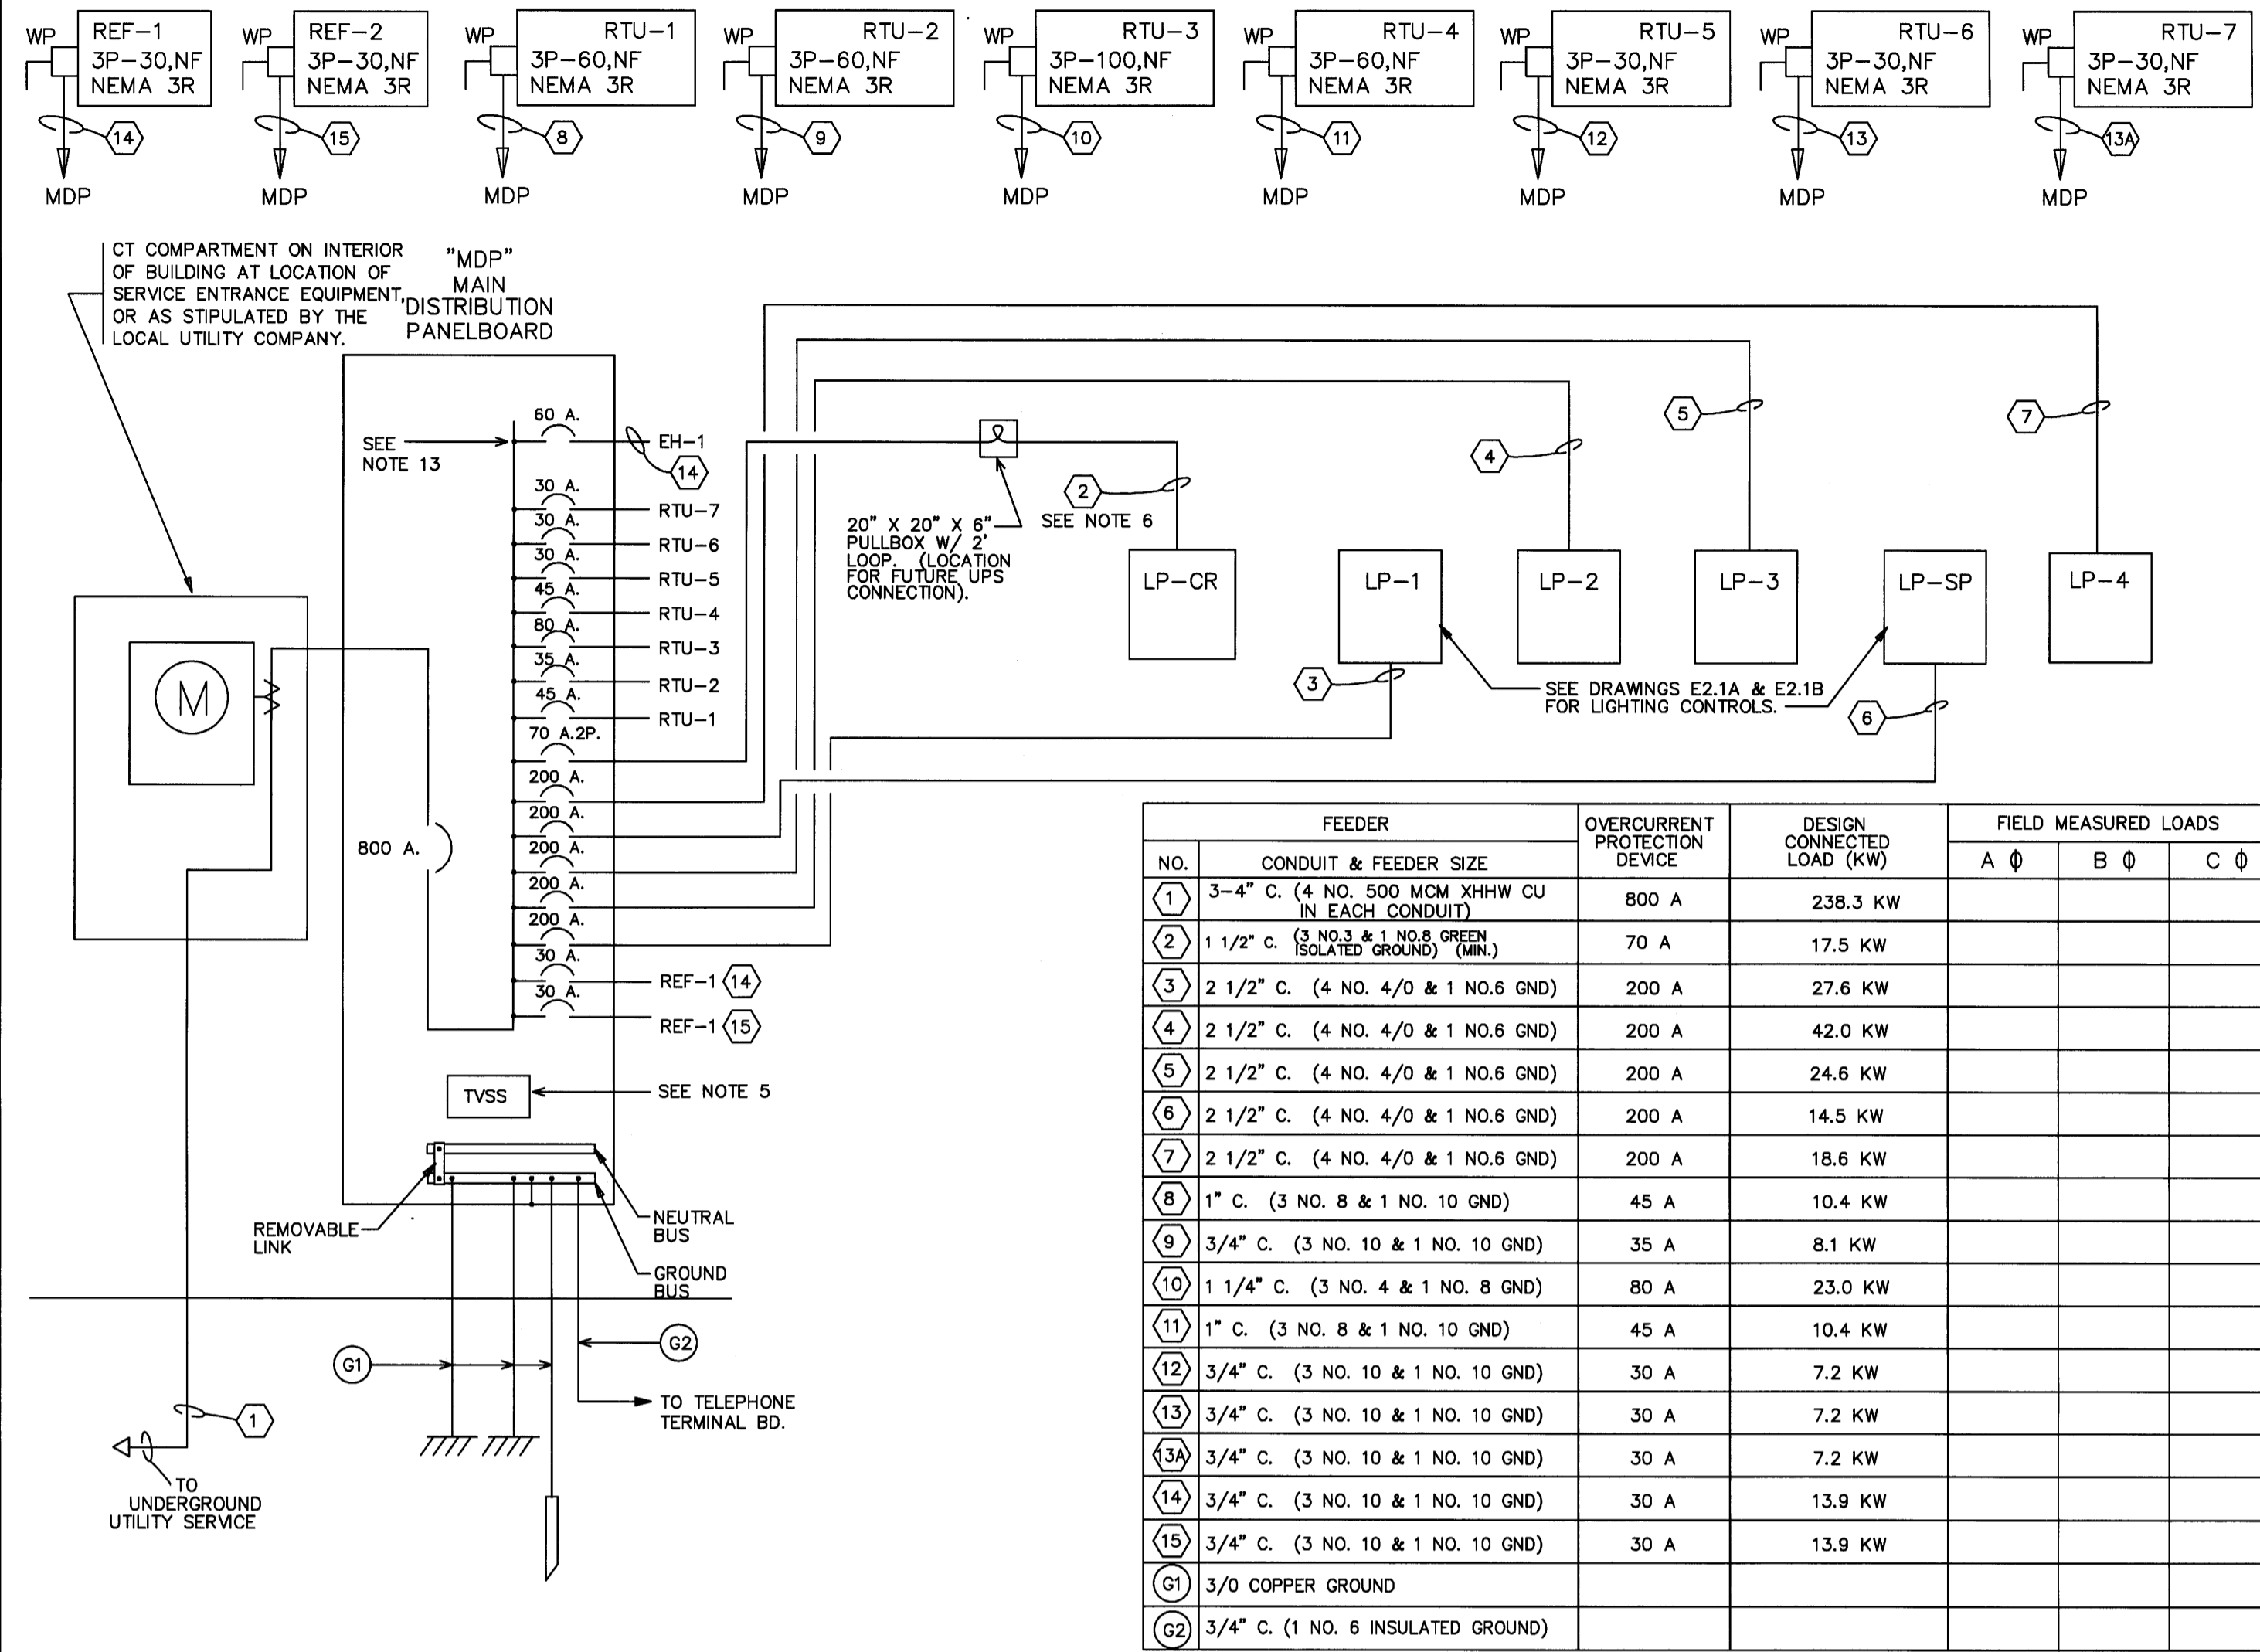 WP
REF-1
3P-30,NF
NEMA 3R
14
MDP
WP
REF-2
3P-30,NF
NEMA 3R
15
MDP
WP
RTU-1
3P-60,NF
NEMA 3R
8
MDP
WP
RTU-2
3P-60,NF
NEMA 3R
9
MDP
WP
RTU-3
3P-100,NF
NEMA 3R
10
MDP
WP
RTU-4
3P-60,NF
NEMA 3R
11
MDP
WP
RTU-5
3P-30,NF
NEMA 3R
12
MDP
WP
RTU-6
3P-30,NF
NEMA 3R
13
MDP
WP
RTU-7
3P-30,NF
NEMA 3R
13A
MDP
CT COMPARTMENT ON INTERIOR
OF BUILDING AT LOCATION OF
SERVICE ENTRANCE EQUIPMENT,
OR AS STIPULATED BY THE
LOCAL UTILITY COMPANY.
"MDP"
MAIN
DISTRIBUTION
PANELBOARD
SEE
NOTE 13
60 A.
EH-1
14
30 A.
RTU-7
30 A.
RTU-6
30 A.
RTU-5
45 A.
RTU-4
80 A.
RTU-3
35 A.
RTU-2
45 A.
RTU-1
70 A.2P.
200 A.
200 A.
200 A.
200 A.
200 A.
30 A.
REF-1 14
30 A.
REF-1 15
M
800 A.
TVSS
SEE NOTE 5
REMOVABLE
LINK
NEUTRAL
BUS
GROUND
BUS
G1
G2
TO TELEPHONE
TERMINAL BD.
1
TO
UNDERGROUND
UTILITY SERVICE
20" X 20" X 6"
PULLBOX W/ 2'
LOOP. (LOCATION
FOR FUTURE UPS
CONNECTION).
2
SEE NOTE 6
4
5
7
LP-CR
LP-1
LP-2
LP-3
LP-SP
LP-4
3
SEE DRAWINGS E2.1A & E2.1B
FOR LIGHTING CONTROLS.
6
FEEDER
OVERCURRENT
PROTECTION
DEVICE
DESIGN
CONNECTED
LOAD (KW)
FIELD MEASURED LOADS
NO. CONDUIT & FEEDER SIZE
A Φ B Φ C Φ
1 3-4" C. (4 NO. 500 MCM XHHW CU
IN EACH CONDUIT) 800 A 238.3 KW
2 1 1/2" C. (3 NO.3 & 1 NO.8 GREEN
ISOLATED GROUND) (MIN.) 70 A 17.5 KW
3 2 1/2" C. (4 NO. 4/0 & 1 NO.6 GND) 200 A 27.6 KW
4 2 1/2" C. (4 NO. 4/0 & 1 NO.6 GND) 200 A 42.0 KW
5 2 1/2" C. (4 NO. 4/0 & 1 NO.6 GND) 200 A 24.6 KW
6 2 1/2" C. (4 NO. 4/0 & 1 NO.6 GND) 200 A 14.5 KW
7 2 1/2" C. (4 NO. 4/0 & 1 NO.6 GND) 200 A 18.6 KW
8 1" C. (3 NO. 8 & 1 NO. 10 GND) 45 A 10.4 KW
9 3/4" C. (3 NO. 10 & 1 NO. 10 GND) 35 A 8.1 KW
10 1 1/4" C. (3 NO. 4 & 1 NO. 8 GND) 80 A 23.0 KW
11 1" C. (3 NO. 8 & 1 NO. 10 GND) 45 A 10.4 KW
12 3/4" C. (3 NO. 10 & 1 NO. 10 GND) 30 A 7.2 KW
13 3/4" C. (3 NO. 10 & 1 NO. 10 GND) 30 A 7.2 KW
13A 3/4" C. (3 NO. 10 & 1 NO. 10 GND) 30 A 7.2 KW
14 3/4" C. (3 NO. 10 & 1 NO. 10 GND) 30 A 13.9 KW
15 3/4" C. (3 NO. 10 & 1 NO. 10 GND) 30 A 13.9 KW
G1 3/0 COPPER GROUND
G2 3/4" C. (1 NO. 6 INSULATED GROUND)